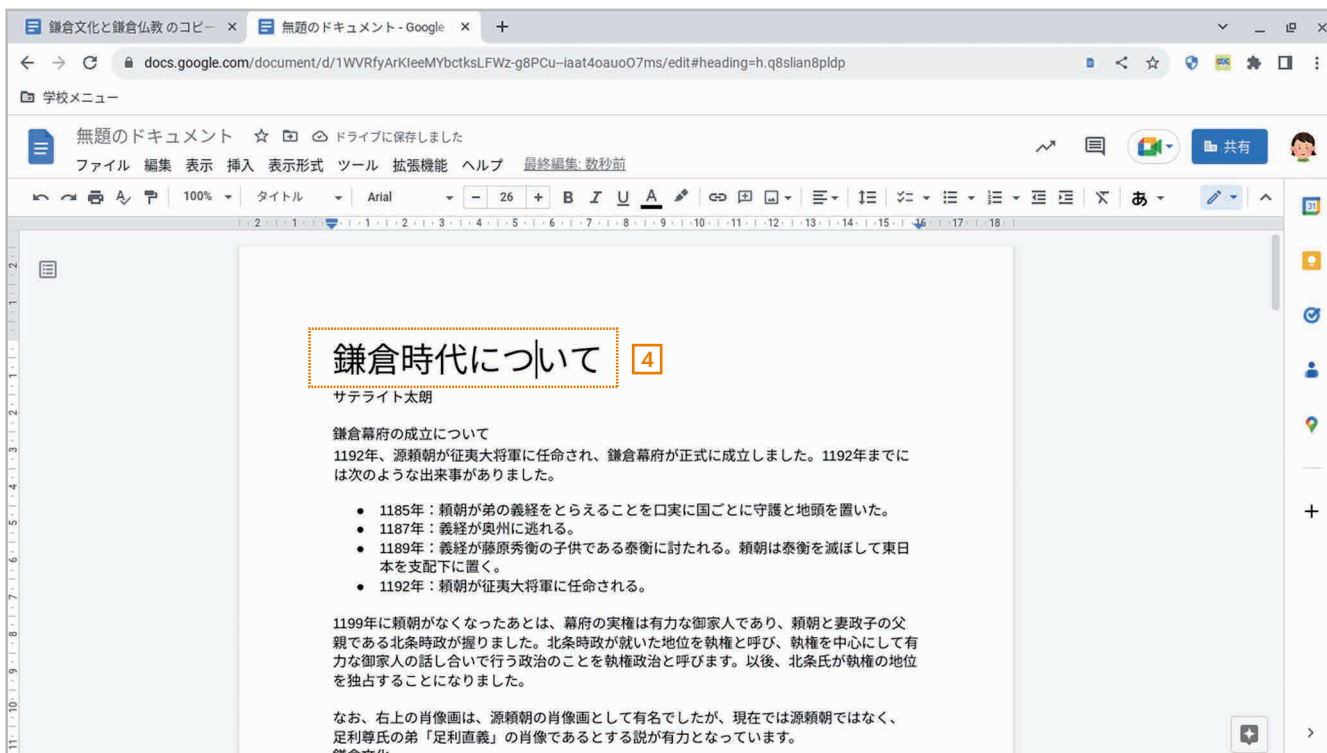 鎌倉文化と鎌倉仏教 のコピー
無題のドキュメント - Google
docs.google.com/document/d/1WVRfyArKIeeMYbctksLFWz-g8PCu--iaat4oauoO7ms/edit#heading=h.q8slian8pldp
学校メニュー
無題のドキュメント ドライブに保存しました
共有
ファイル 編集 表示 挿入 表示形式 ツール 拡張機能 ヘルプ 最終編集: 数秒前
100% タイトル Arial − 26 + B I U A あ
2 1 1 2 3 4 5 6 7 8 9 10 11 12 13 14 15 16 17 18
31
鎌倉時代について 4
サテライト太朗
鎌倉幕府の成立について
1192年、源頼朝が征夷大将軍に任命され、鎌倉幕府が正式に成立しました。1192年までに
は次のような出来事がありました。
● 1185年：頼朝が弟の義経をとらえることを口実に国ごとに守護と地頭を置いた。
● 1187年：義経が奥州に逃れる。
● 1189年：義経が藤原秀衡の子供である泰衡に討たれる。頼朝は泰衡を滅ぼして東日
本を支配下に置く。
● 1192年：頼朝が征夷大将軍に任命される。
1199年に頼朝がなくなったあとは、幕府の実権は有力な御家人であり、頼朝と妻政子の父
親である北条時政が握りました。北条時政が就いた地位を執権と呼び、執権を中心にして有
力な御家人の話し合いで行う政治のことを執権政治と呼びます。以後、北条氏が執権の地位
を独占することになりました。
なお、右上の肖像画は、源頼朝の肖像画として有名でしたが、現在では源頼朝ではなく、
足利尊氏の弟「足利直義」の肖像であるとする説が有力となっています。
鎌倉文化